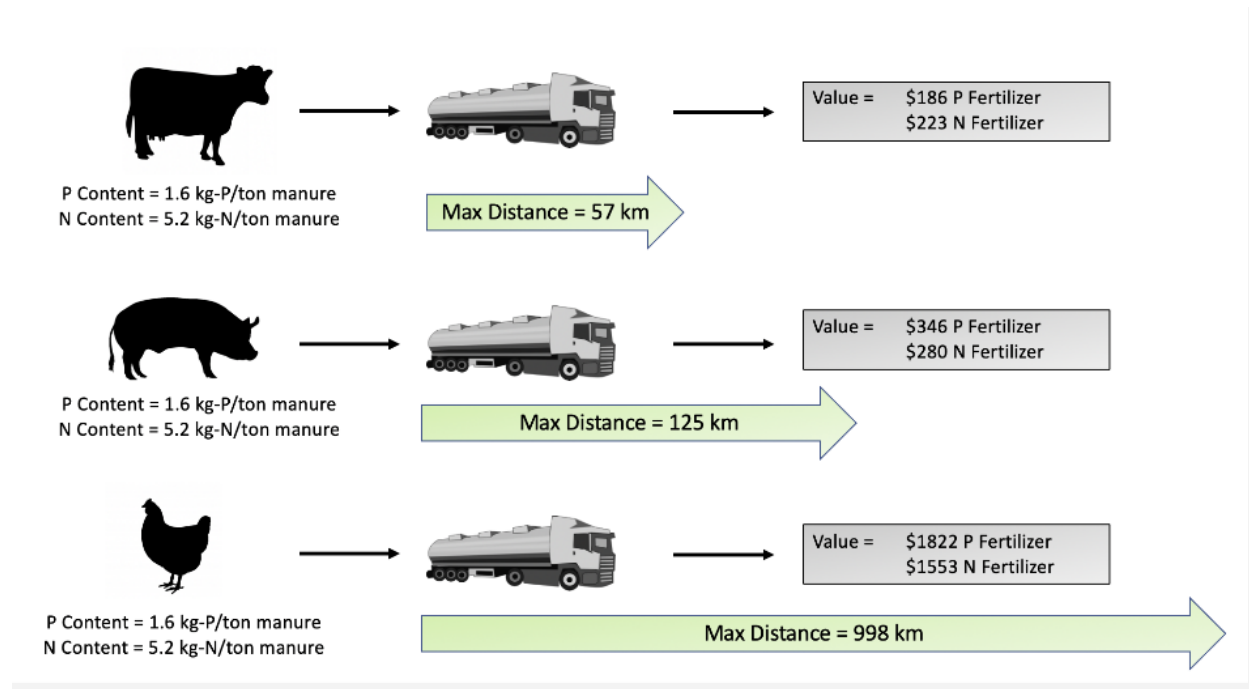 Value = $186 P Fertilizer
$223 N Fertilizer
P Content = 1.6 kg-P/ton manure
N Content = 5.2 kg-N/ton manure
Max Distance = 57 km
Value = $346 P Fertilizer
$280 N Fertilizer
P Content = 1.6 kg-P/ton manure
N Content = 5.2 kg-N/ton manure
Max Distance = 125 km
Value = $1822 P Fertilizer
$1553 N Fertilizer
P Content = 1.6 kg-P/ton manure
N Content = 5.2 kg-N/ton manure
Max Distance = 998 km